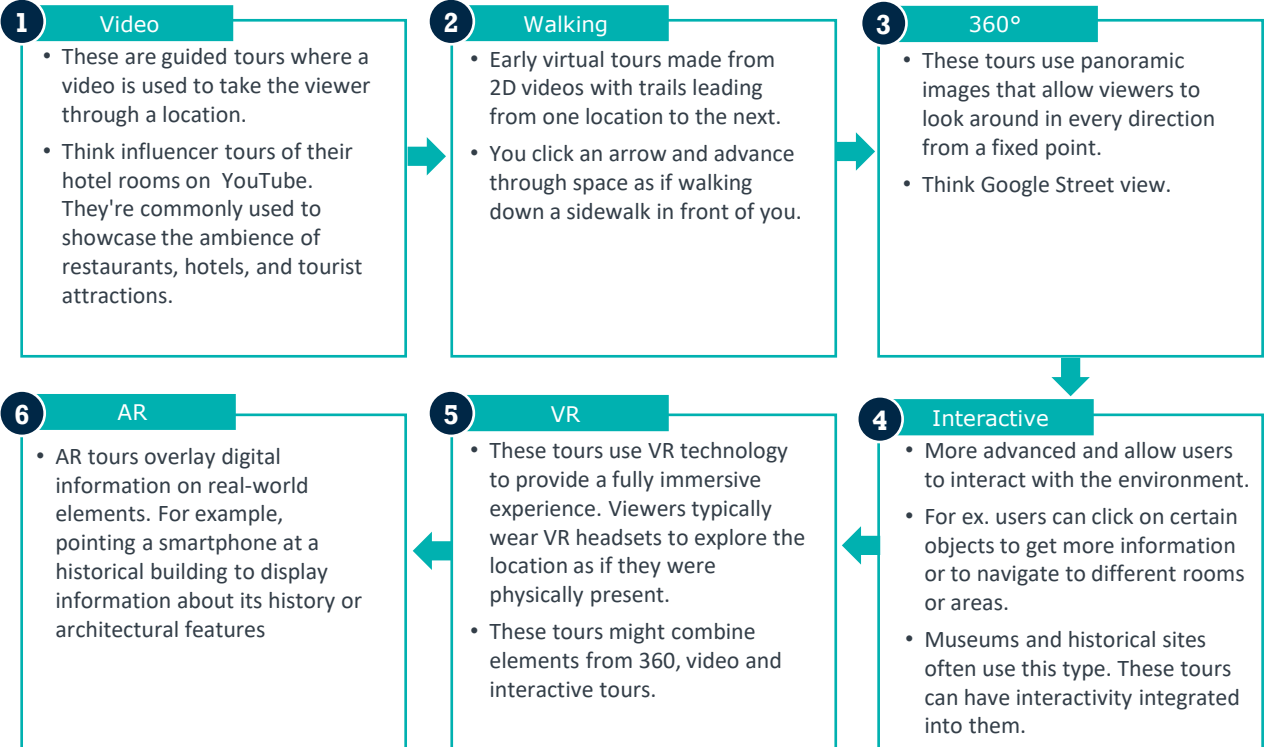 1
Video
• These are guided tours where a
video is used to take the viewer
through a location.
• Think influencer tours of their
hotel rooms on YouTube.
They're commonly used to
showcase the ambience of
restaurants, hotels, and tourist
attractions.
2
Walking
• Early virtual tours made from
2D videos with trails leading
from one location to the next.
• You click an arrow and advance
through space as if walking
down a sidewalk in front of you.
3
360°
• These tours use panoramic
images that allow viewers to
look around in every direction
from a fixed point.
• Think Google Street view.
4
Interactive
• More advanced and allow users
to interact with the environment.
• For ex. users can click on certain
objects to get more information
or to navigate to different rooms
or areas.
• Museums and historical sites
often use this type. These tours
can have interactivity integrated
into them.
5
VR
• These tours use VR technology
to provide a fully immersive
experience. Viewers typically
wear VR headsets to explore the
location as if they were
physically present.
• These tours might combine
elements from 360, video and
interactive tours.
6
AR
• AR tours overlay digital
information on real-world
elements. For example,
pointing a smartphone at a
historical building to display
information about its history or
architectural features